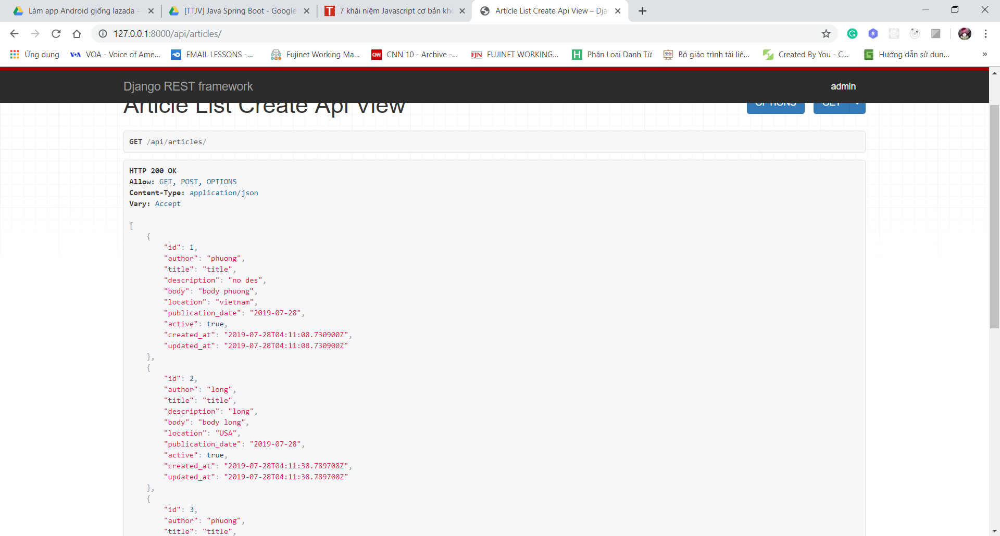 Làm app Android giống lazada -
[TTJV] Java Spring Boot - Google
7 khái niệm Javascript cơ bản khô
Article List Create Api View – Djan
127.0.0.1:8000/api/articles/
Ứng dụng
VOA - Voice of Ame...
EMAIL LESSONS -...
Fujinet Working Ma...
CNN 10 - Archive -...
FUJINET WORKING...
Phân Loại Danh Từ
Bộ giáo trình tài liệ...
Created By You - C...
Hướng dẫn sử dụn...
»
Django REST framework
admin
Article List Create Api View
OPTIONS
GET
GET /api/articles/
HTTP 200 OK
Allow: GET, POST, OPTIONS
Content-Type: application/json
Vary: Accept
[
{
"id": 1,
"author": "phuong",
"title": "title",
"description": "no des",
"body": "body phuong",
"location": "vietnam",
"publication_date": "2019-07-28",
"active": true,
"created_at": "2019-07-28T04:11:08.730900Z",
"updated_at": "2019-07-28T04:11:08.730900Z"
},
{
"id": 2,
"author": "long",
"title": "title",
"description": "long",
"body": "body long",
"location": "USA",
"publication_date": "2019-07-28",
"active": true,
"created_at": "2019-07-28T04:11:38.789708Z",
"updated_at": "2019-07-28T04:11:38.789708Z"
},
{
"id": 3,
"author": "phuong",
"title": "title",